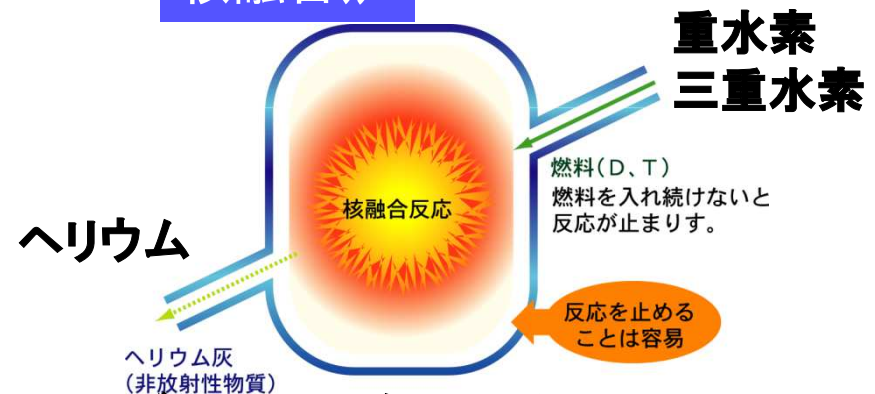 重水素
三重水素
燃料(D、T)
燃料を入れ続けないと
反応が止まりす。
核融合反応
ヘリウム
反応を止める
ことは容易
ヘリウム灰
(非放射性物質)